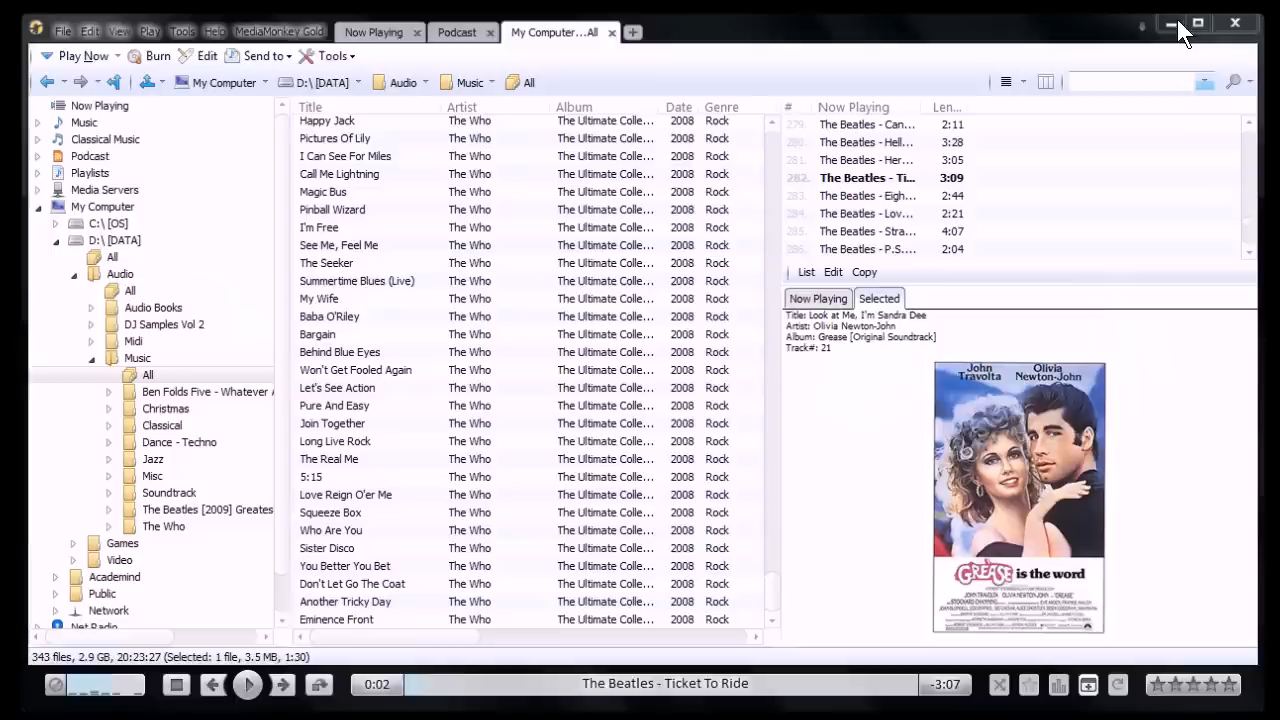 File Edit View Play Tools Help MediaMonkey Gold Now Playing Podcast My Computer...All
Play Now Burn Edit Send to Tools
My Computer D:\ [DATA] Audio Music All
Now Playing
Music
Classical Music
Podcast
Playlists
Media Servers
My Computer
C:\ [OS]
D:\ [DATA]
All
Audio
All
Audio Books
DJ Samples Vol 2
Midi
Music
All
Ben Folds Five - Whatever
Christmas
Classical
Dance - Techno
Jazz
Misc
Soundtrack
The Beatles [2009] Greates
The Who
Games
Video
Academind
Public
Network
Net Radio
Title Artist Album Date Genre
Happy Jack The Who The Ultimate Colle... 2008 Rock
Pictures Of Lily The Who The Ultimate Colle... 2008 Rock
I Can See For Miles The Who The Ultimate Colle... 2008 Rock
Call Me Lightning The Who The Ultimate Colle... 2008 Rock
Magic Bus The Who The Ultimate Colle... 2008 Rock
Pinball Wizard The Who The Ultimate Colle... 2008 Rock
I'm Free The Who The Ultimate Colle... 2008 Rock
See Me, Feel Me The Who The Ultimate Colle... 2008 Rock
The Seeker The Who The Ultimate Colle... 2008 Rock
Summertime Blues (Live) The Who The Ultimate Colle... 2008 Rock
My Wife The Who The Ultimate Colle... 2008 Rock
Baba O'Riley The Who The Ultimate Colle... 2008 Rock
Bargain The Who The Ultimate Colle... 2008 Rock
Behind Blue Eyes The Who The Ultimate Colle... 2008 Rock
Won't Get Fooled Again The Who The Ultimate Colle... 2008 Rock
Let's See Action The Who The Ultimate Colle... 2008 Rock
Pure And Easy The Who The Ultimate Colle... 2008 Rock
Join Together The Who The Ultimate Colle... 2008 Rock
Long Live Rock The Who The Ultimate Colle... 2008 Rock
The Real Me The Who The Ultimate Colle... 2008 Rock
5:15 The Who The Ultimate Colle... 2008 Rock
Love Reign O'er Me The Who The Ultimate Colle... 2008 Rock
Squeeze Box The Who The Ultimate Colle... 2008 Rock
Who Are You The Who The Ultimate Colle... 2008 Rock
Sister Disco The Who The Ultimate Colle... 2008 Rock
You Better You Bet The Who The Ultimate Colle... 2008 Rock
Don't Let Go The Coat The Who The Ultimate Colle... 2008 Rock
Another Tricky Day The Who The Ultimate Colle... 2008 Rock
Eminence Front The Who The Ultimate Colle... 2008 Rock
# Now Playing Len...
279. The Beatles - Can... 2:11
280. The Beatles - Hell... 3:28
281. The Beatles - Her... 3:05
282. The Beatles - Ti... 3:09
283. The Beatles - Eigh... 2:44
284. The Beatles - Lov... 2:21
285. The Beatles - Stra... 4:07
286. The Beatles - P.S.... 2:04
List Edit Copy
Now Playing Selected
Title: Look at Me, I'm Sandra Dee
Artist: Olivia Newton-John
Album: Grease [Original Soundtrack]
Track#: 21
John Travolta
Olivia Newton-John
GREASE is the word
343 files, 2.9 GB, 20:23:27 (Selected: 1 file, 3.5 MB, 1:30)
0:02 The Beatles - Ticket To Ride -3:07